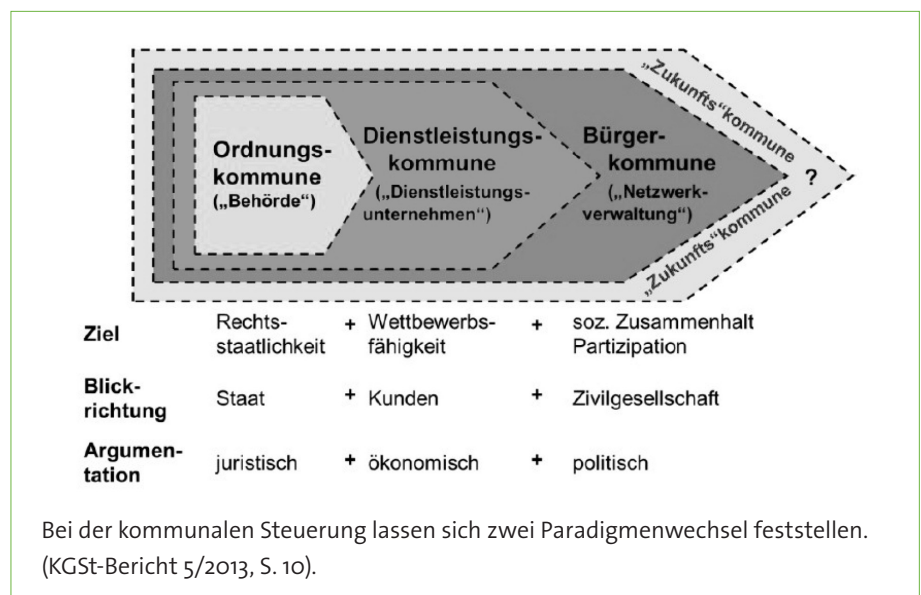 Ordnungs-
kommune
(„Behörde“)
Dienstleistungs-
kommune
(„Dienstleistungs-
unternehmen“)
Bürger-
kommune
(„Netzwerk-
verwaltung“)
„Zukunfts“kommune
?
„Zukunfts“kommune
Ziel
Rechts-
staatlichkeit
+ Wettbewerbs-
fähigkeit
+ soz. Zusammenhalt
Partizipation
Blick-
richtung
Staat + Kunden + Zivilgesellschaft
Argumen-
tation
juristisch + ökonomisch + politisch
Bei der kommunalen Steuerung lassen sich zwei Paradigmenwechsel feststellen.
(KGSt-Bericht 5/2013, S. 10).